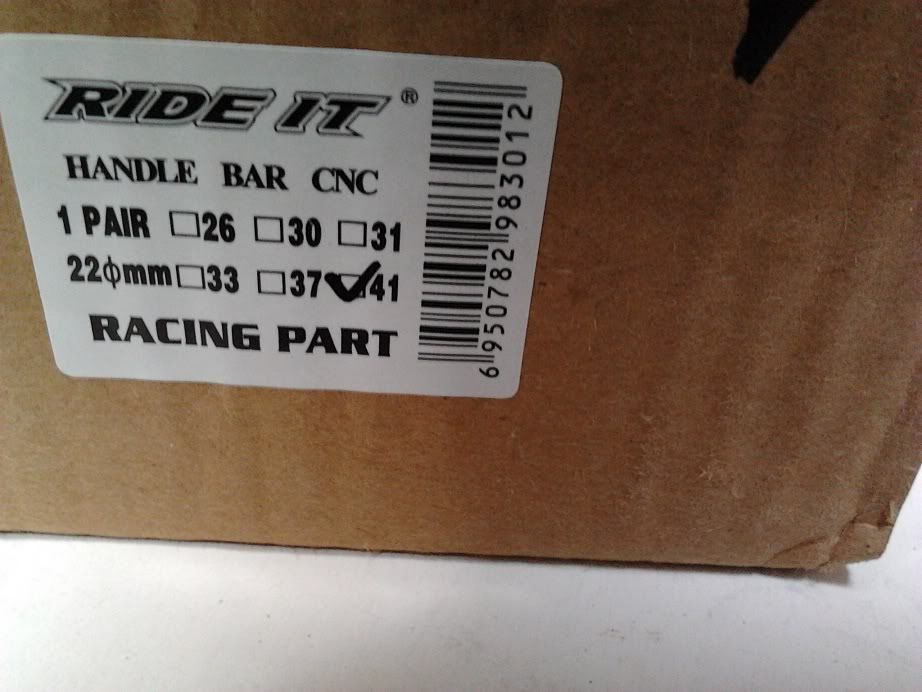 RIDE IT ®
HANDLE BAR CNC
1 PAIR □26 □30 □31
22ϕmm □33 □37 ✓41
RACING PART
6 950782 983012